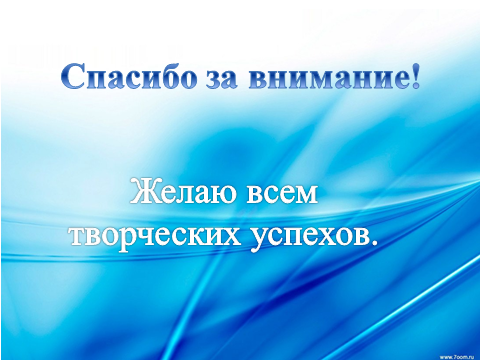 Спасибо за внимание!
Желаю всем
творческих успехов.
www.7oom.ru